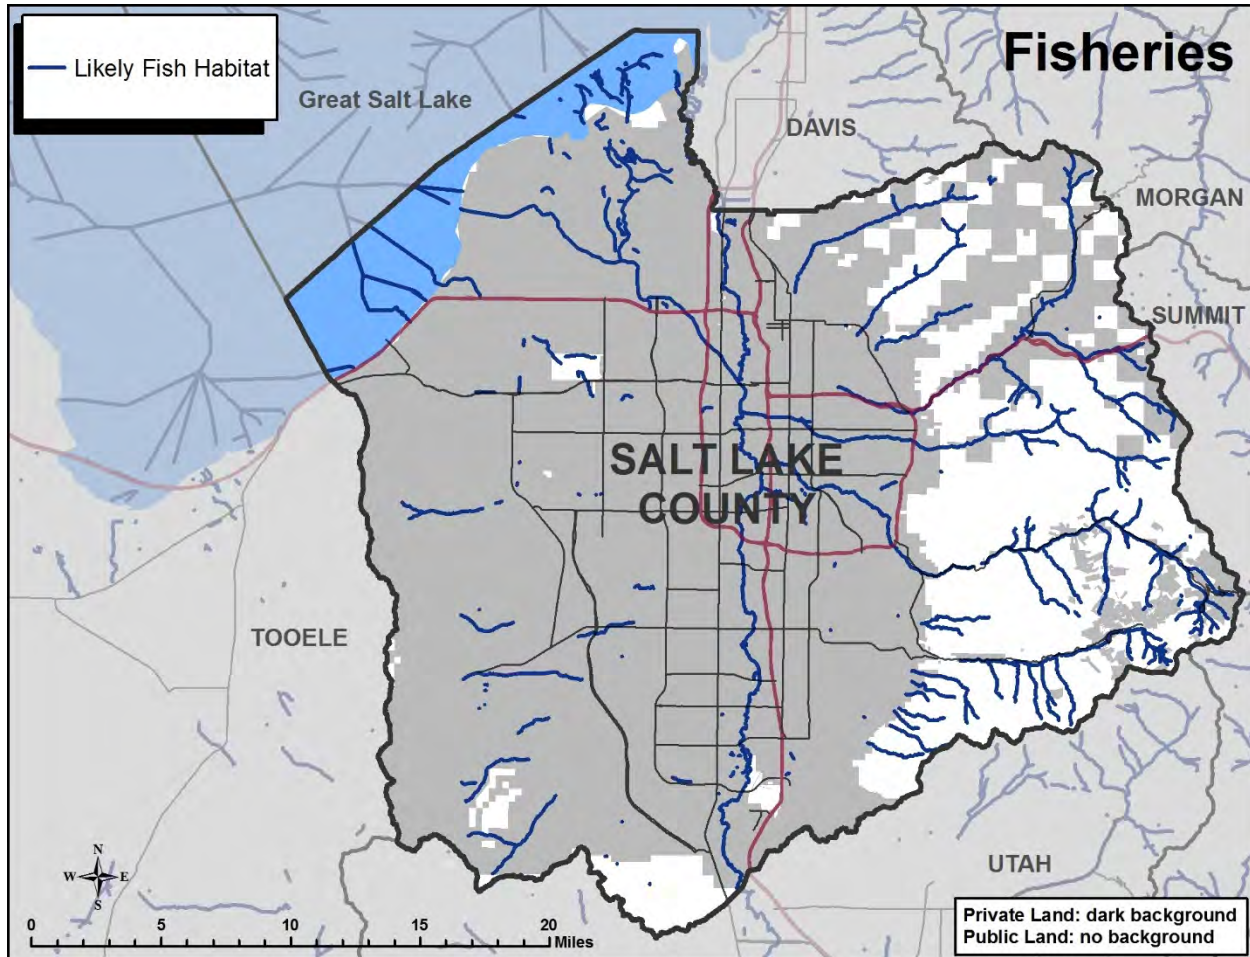 Fisheries
Likely Fish Habitat
Great Salt Lake
DAVIS
MORGAN
SUMMIT
SALT LAKE
COUNTY
TOOELE
UTAH
N
W E
S
0 5 10 15 20
Miles
Private Land: dark background
Public Land: no background